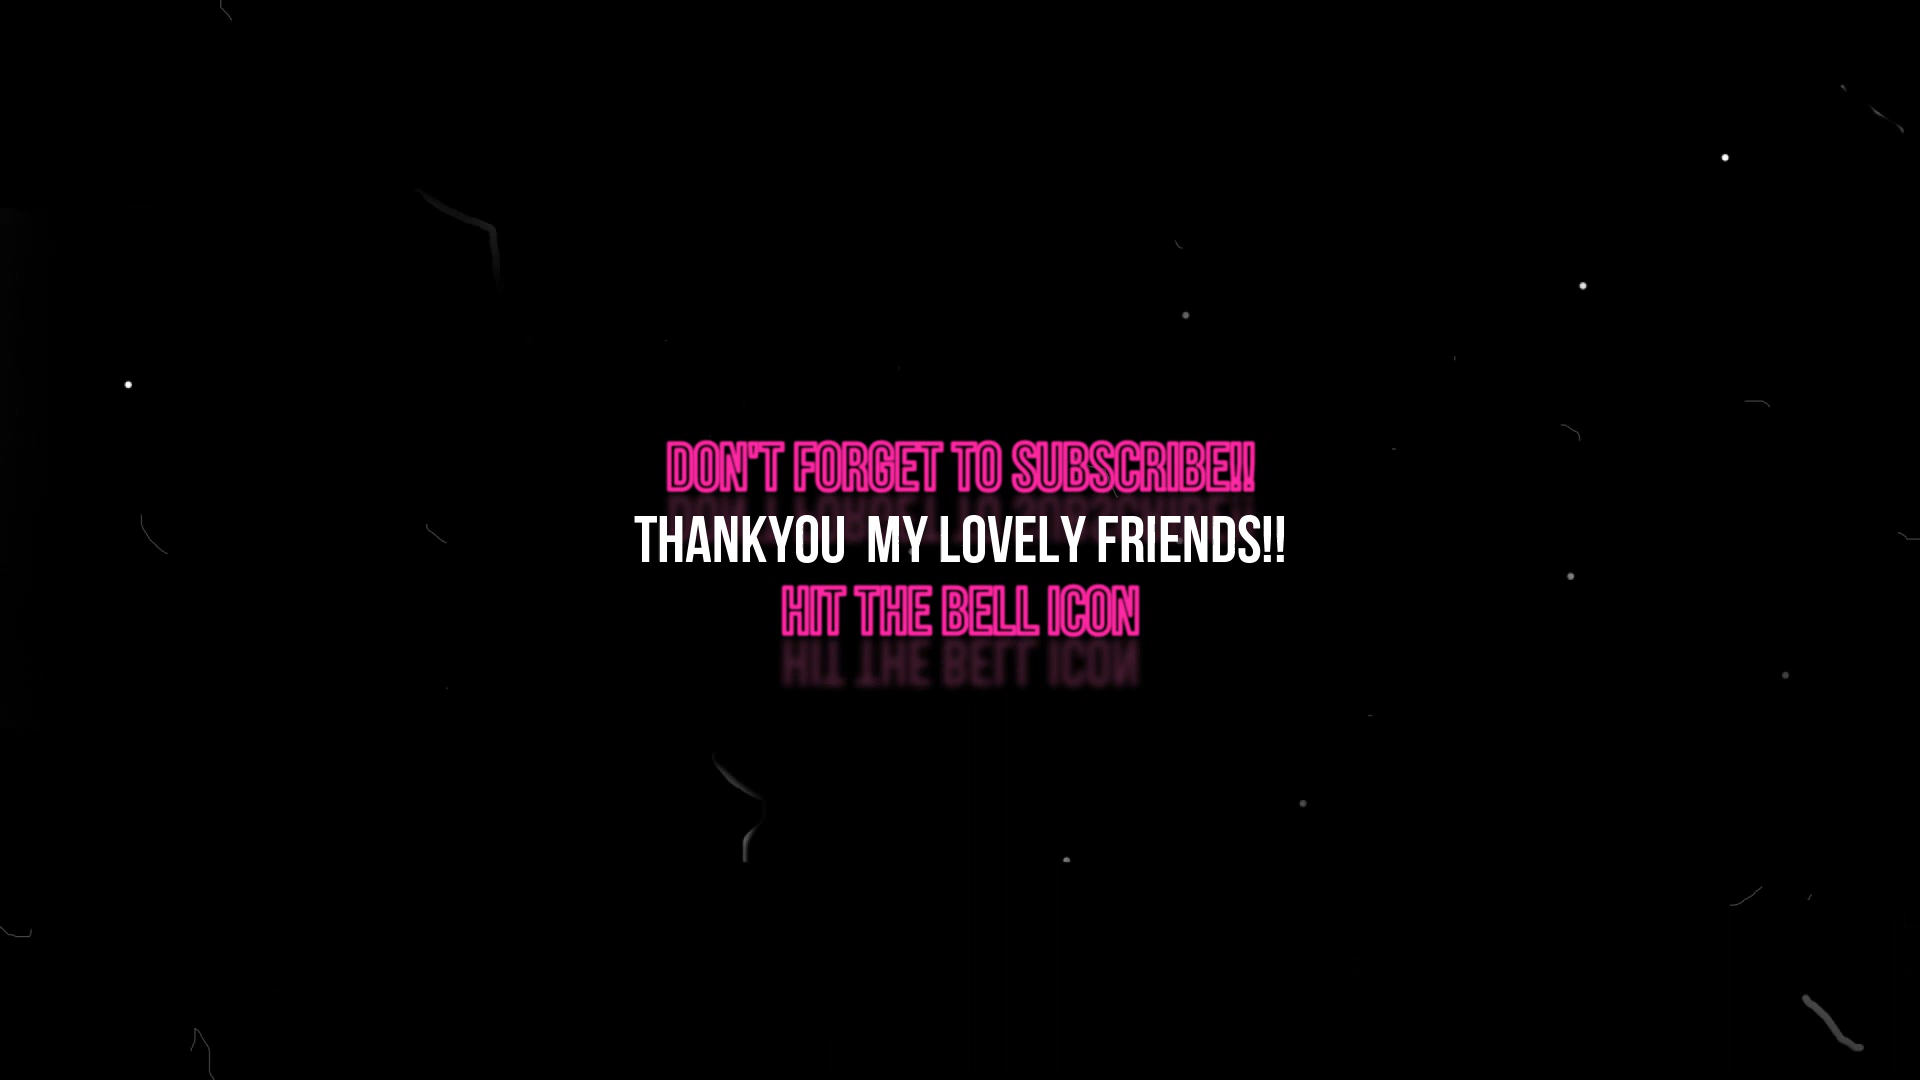 DON'T FORGET TO SUBSCRIBE!!
THANKYOU  MY LOVELY FRIENDS!!
HIT THE BELL ICON